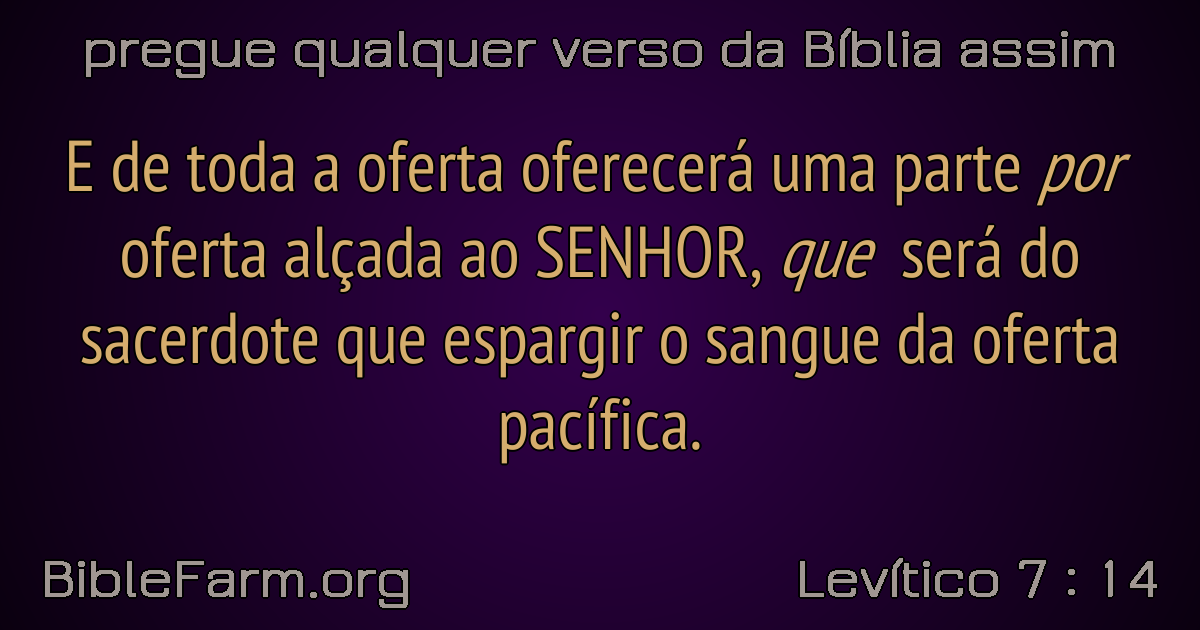 pregue qualquer verso da Bíblia assim
E de toda a oferta oferecerá uma parte por
oferta alçada ao SENHOR, que será do
sacerdote que espargir o sangue da oferta
pacífica.
BibleFarm.org
Levítico 7 : 14